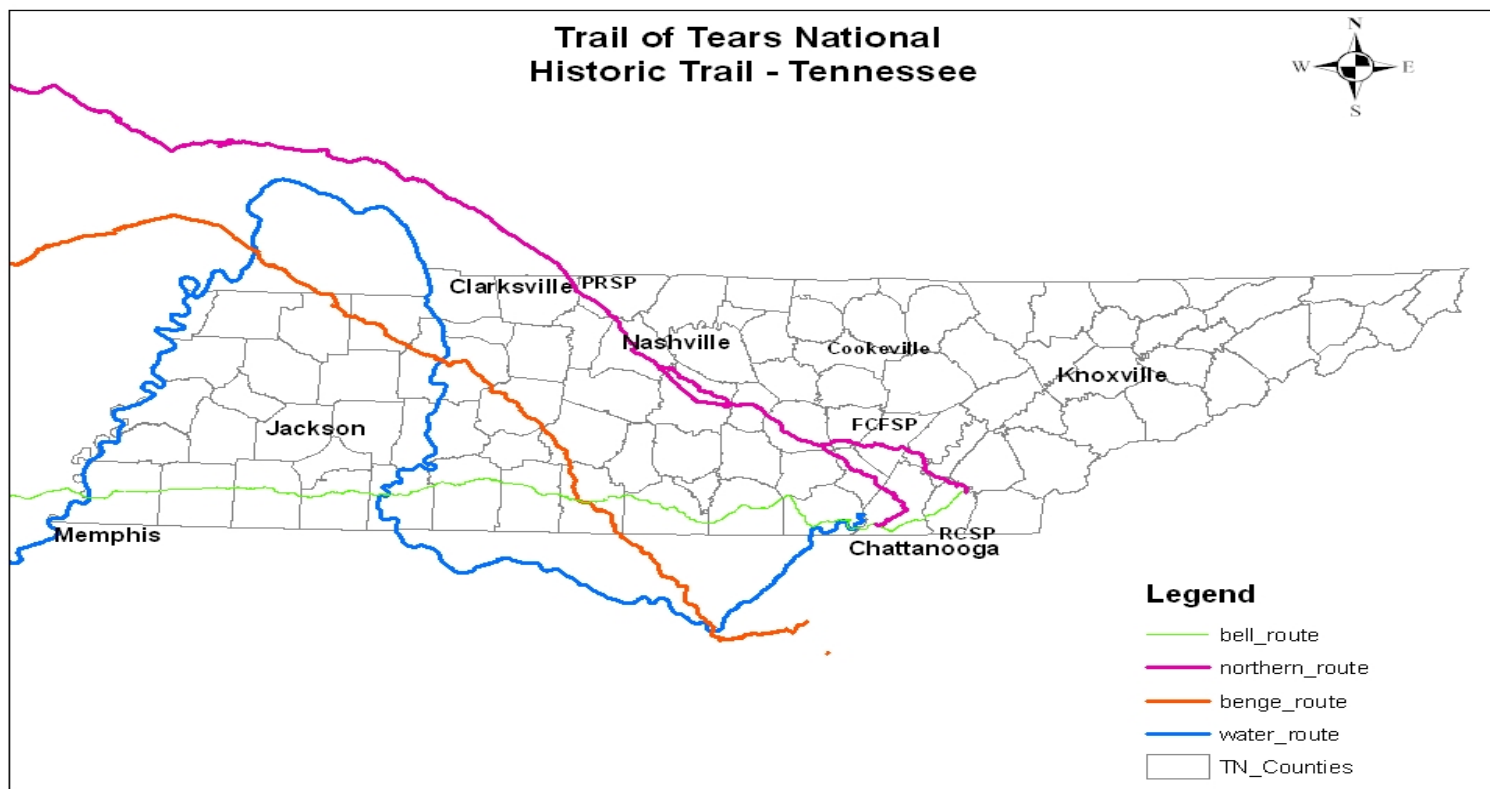 Trail of Tears National
Historic Trail - Tennessee
N
W E
S
Clarksville
PRSP
Nashville
Cookeville
Knoxville
Jackson
FCFSP
Memphis
RCSP
Chattanooga
Legend
bell_route
northern_route
benge_route
water_route
TN_Counties